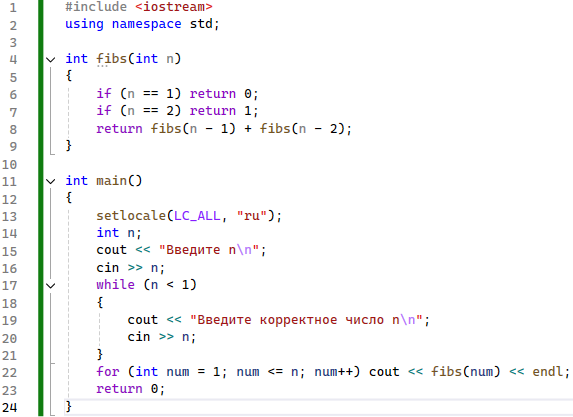 1 #include <iostream>
2 using namespace std;
3
4 int fibs(int n)
5 {
6 if (n == 1) return 0;
7 if (n == 2) return 1;
8 return fibs(n - 1) + fibs(n - 2);
9 }
10
11 int main()
12 {
13 setlocale(LC_ALL, "ru");
14 int n;
15 cout << "Введите n\n";
16 cin >> n;
17 while (n < 1)
18 {
19 cout << "Введите корректное число n\n";
20 cin >> n;
21 }
22 for (int num = 1; num <= n; num++) cout << fibs(num) << endl;
23 return 0;
24 }